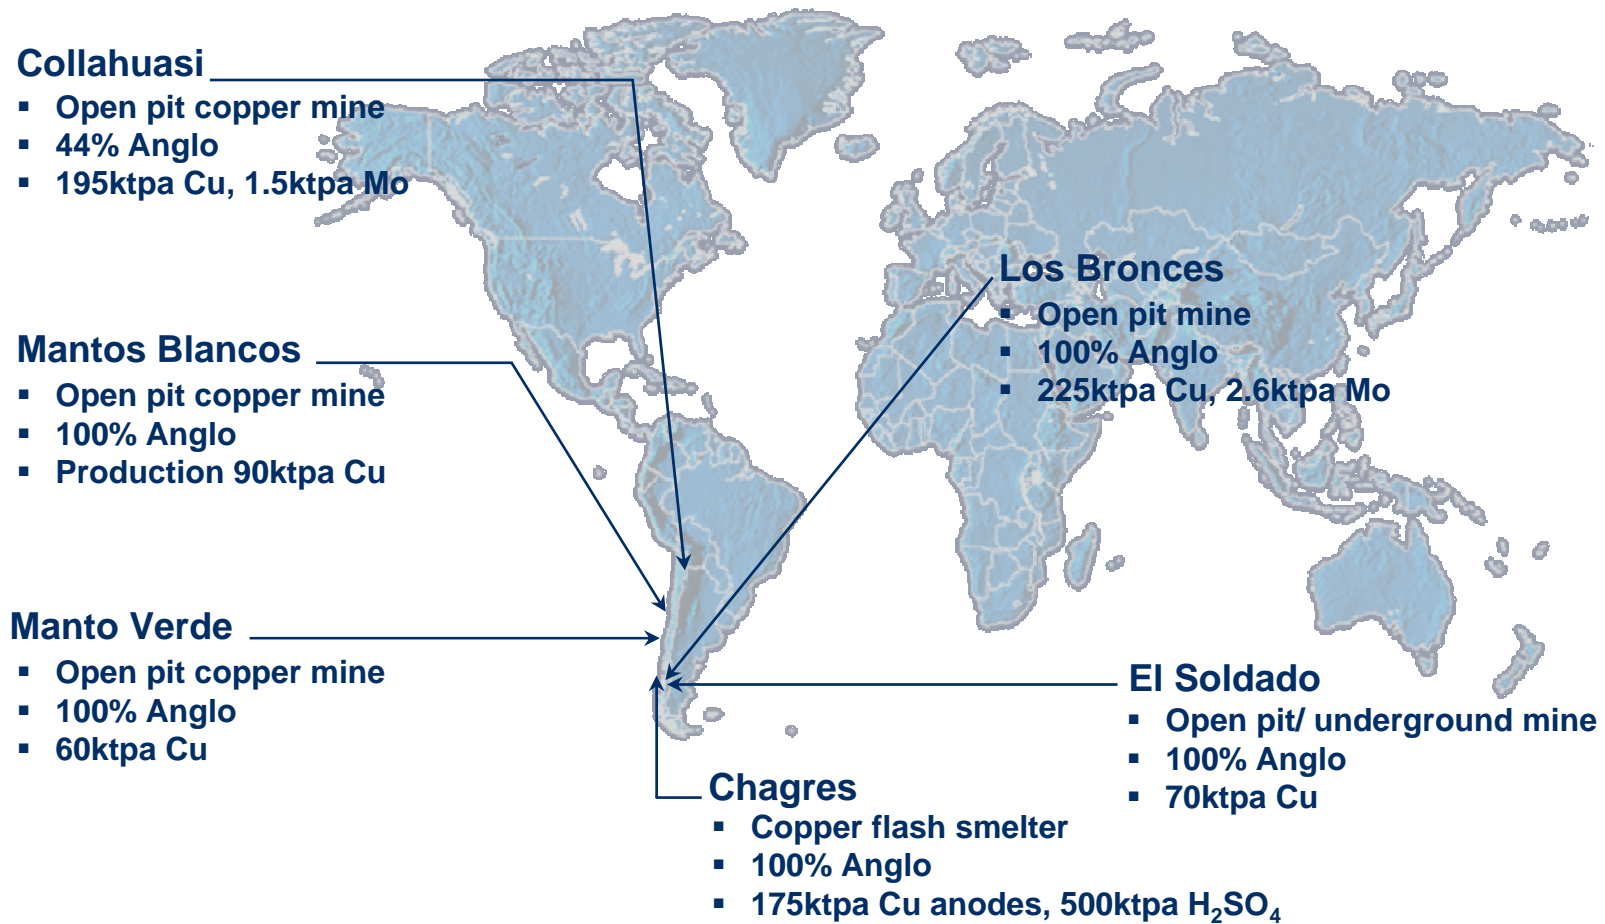 Collahuasi
▪ Open pit copper mine
▪ 44% Anglo
▪ 195ktpa Cu, 1.5ktpa Mo
Los Bronces
▪ Open pit mine
▪ 100% Anglo
▪ 225ktpa Cu, 2.6ktpa Mo
Mantos Blancos
▪ Open pit copper mine
▪ 100% Anglo
▪ Production 90ktpa Cu
Manto Verde
▪ Open pit copper mine
▪ 100% Anglo
▪ 60ktpa Cu
El Soldado
▪ Open pit/ underground mine
▪ 100% Anglo
▪ 70ktpa Cu
Chagres
▪ Copper flash smelter
▪ 100% Anglo
▪ 175ktpa Cu anodes, 500ktpa H₂SO₄